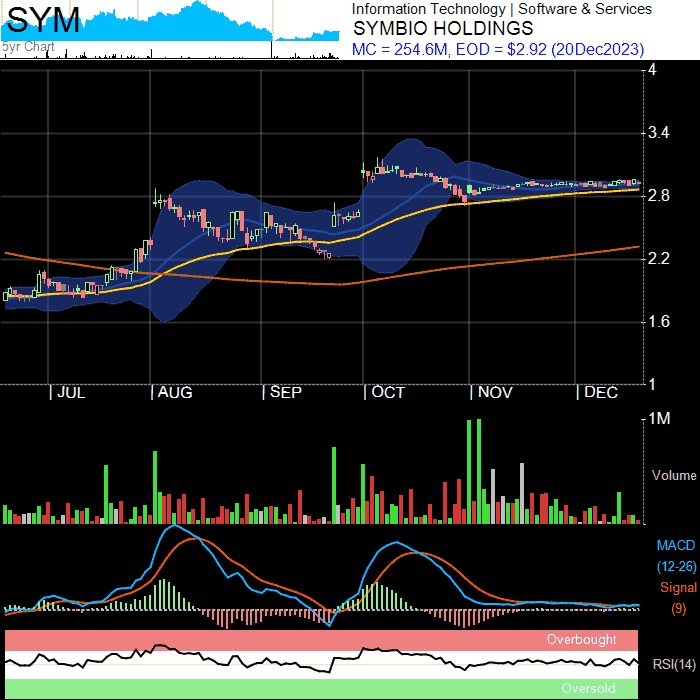 SYM
5yr Chart
Information Technology | Software & Services
SYMBIO HOLDINGS
MC = 254.6M, EOD = $2.92 (20Dec2023)
4
3.4
2.8
2.2
1.6
1
| JUL | AUG | SEP | OCT | NOV | DEC
1M
Volume
MACD
(12-26)
Signal
(9)
Overbought
RSI(14)
Oversold